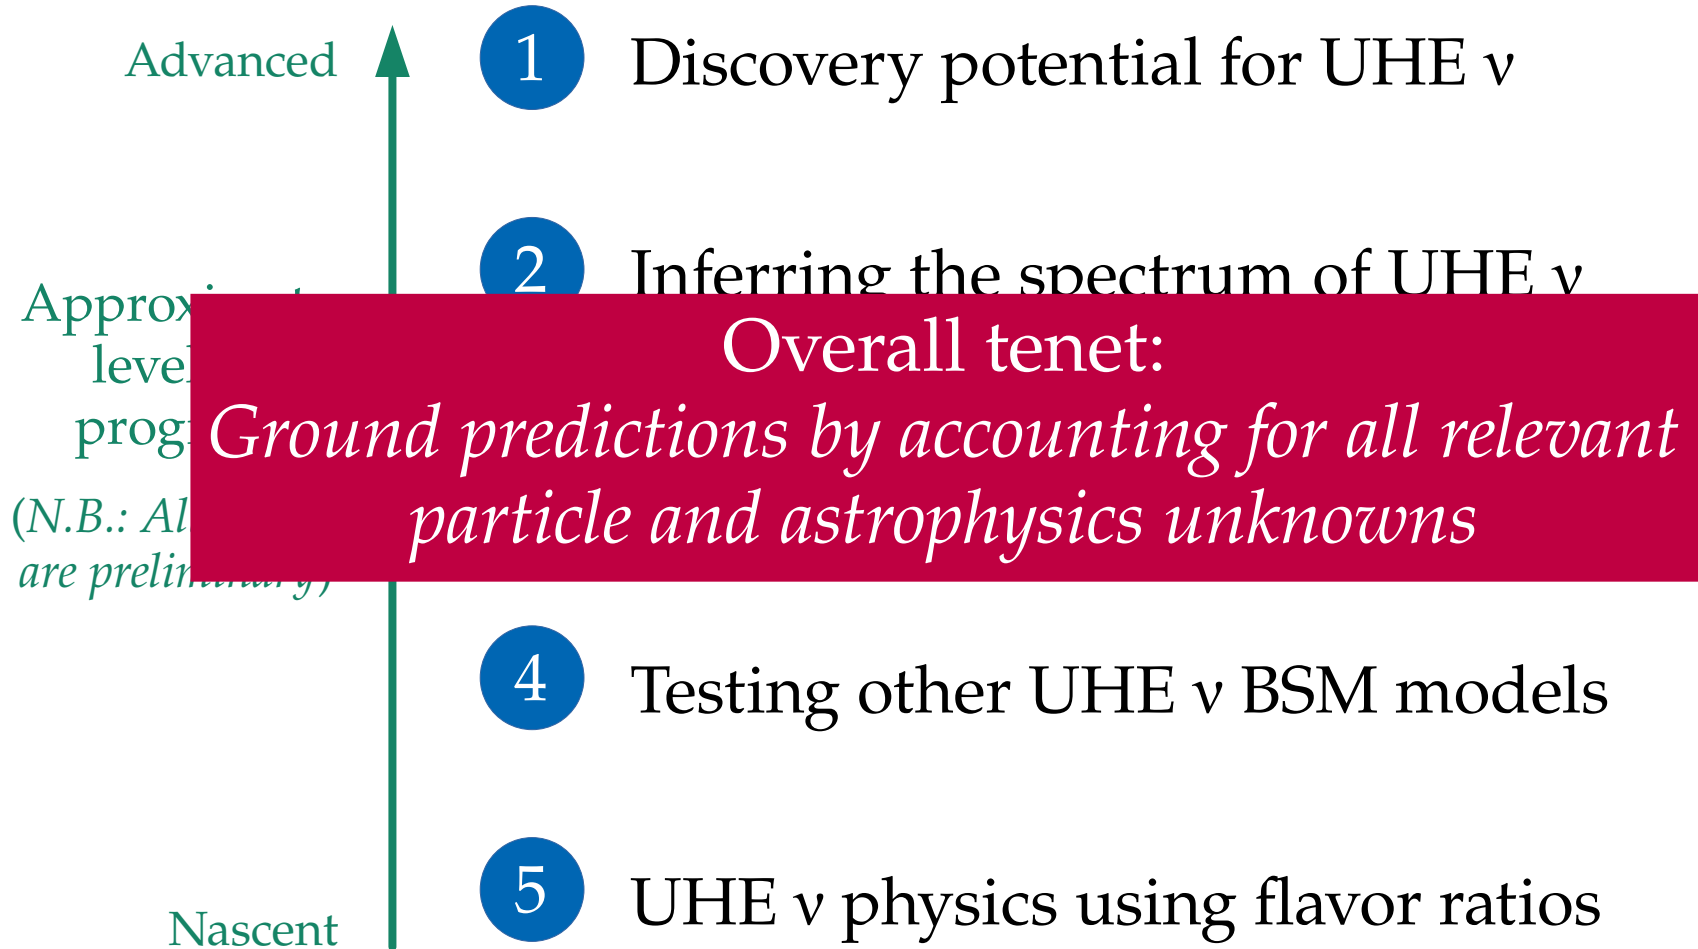 Advanced
1 Discovery potential for UHE ν
2 Inferring the spectrum of UHE ν
Overall tenet:
Ground predictions by accounting for all relevant
particle and astrophysics unknowns
(N.B.:
are preliminary)
4 Testing other UHE ν BSM models
5 UHE ν physics using flavor ratios
Nascent